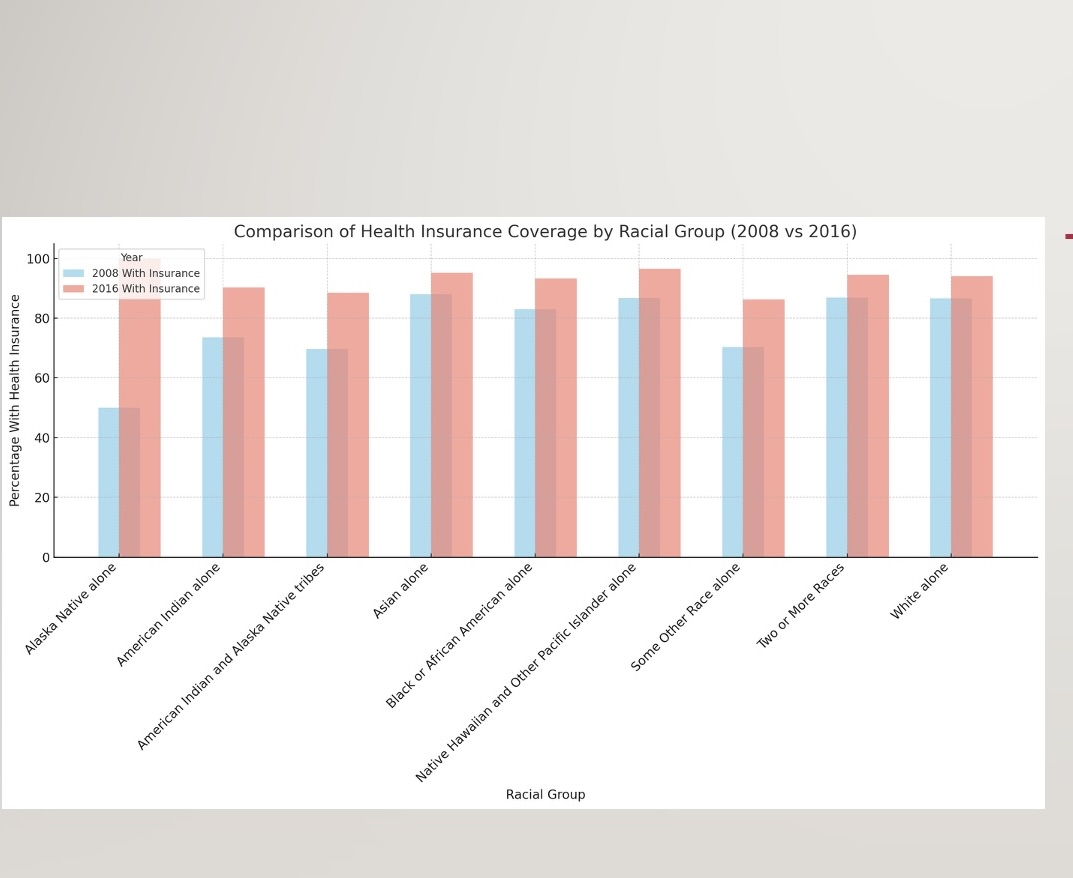 Comparison of Health Insurance Coverage by Racial Group (2008 vs 2016)
Year
2008 With Insurance
2016 With Insurance
Percentage With Health Insurance
100
80
60
40
20
0
Alaska Native alone
American Indian alone
American Indian and Alaska Native tribes
Asian alone
Black or African American alone
Native Hawaiian and Other Pacific Islander alone
Some Other Race alone
Two or More Races
White alone
Racial Group